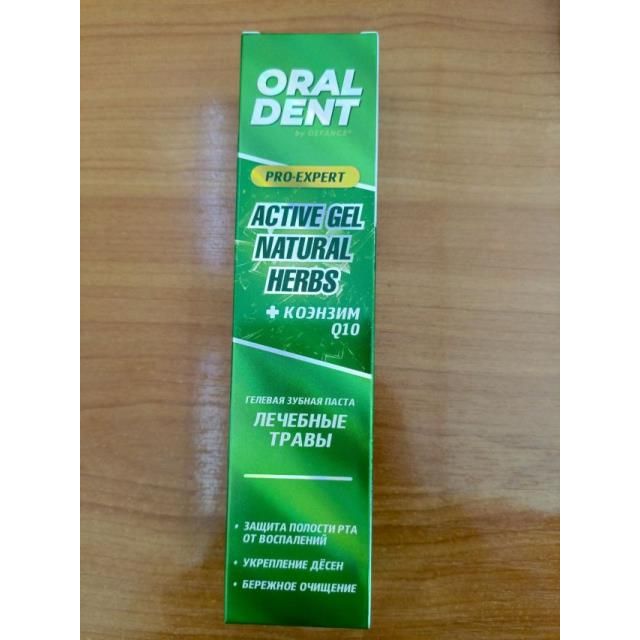 ORAL
DENT
by DEFANCE®
PRO-EXPERT
ACTIVE GEL
NATURAL
HERBS
+ КОЭНЗИМ
Q10
ГЕЛЕВАЯ ЗУБНАЯ ПАСТА
ЛЕЧЕБНЫЕ
ТРАВЫ
• ЗАЩИТА ПОЛОСТИ РТА
ОТ ВОСПАЛЕНИЙ
• УКРЕПЛЕНИЕ ДЁСЕН
• БЕРЕЖНОЕ ОЧИЩЕНИЕ